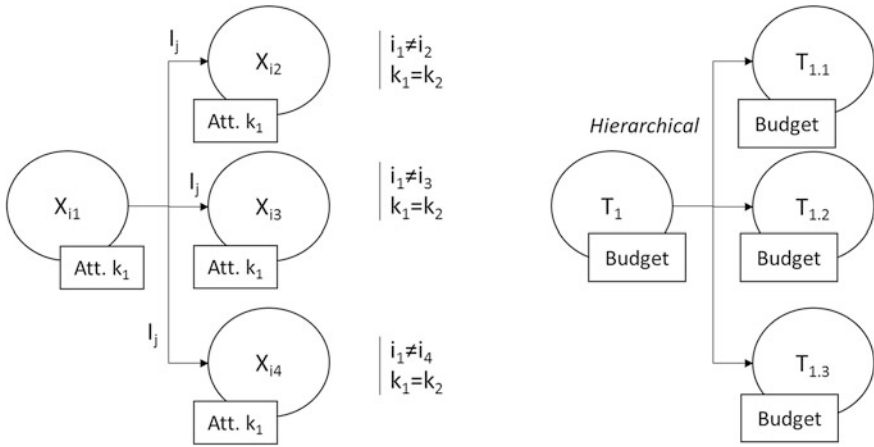 I_j
X_i2
Att. k_1
i_1≠i_2
k_1=k_2
X_i1
Att. k_1
I_j
X_i3
Att. k_1
i_1≠i_3
k_1=k_2
I_j
X_i4
Att. k_1
i_1≠i_4
k_1=k_2
Hierarchical
T_1
Budget
T_1.1
Budget
T_1.2
Budget
T_1.3
Budget